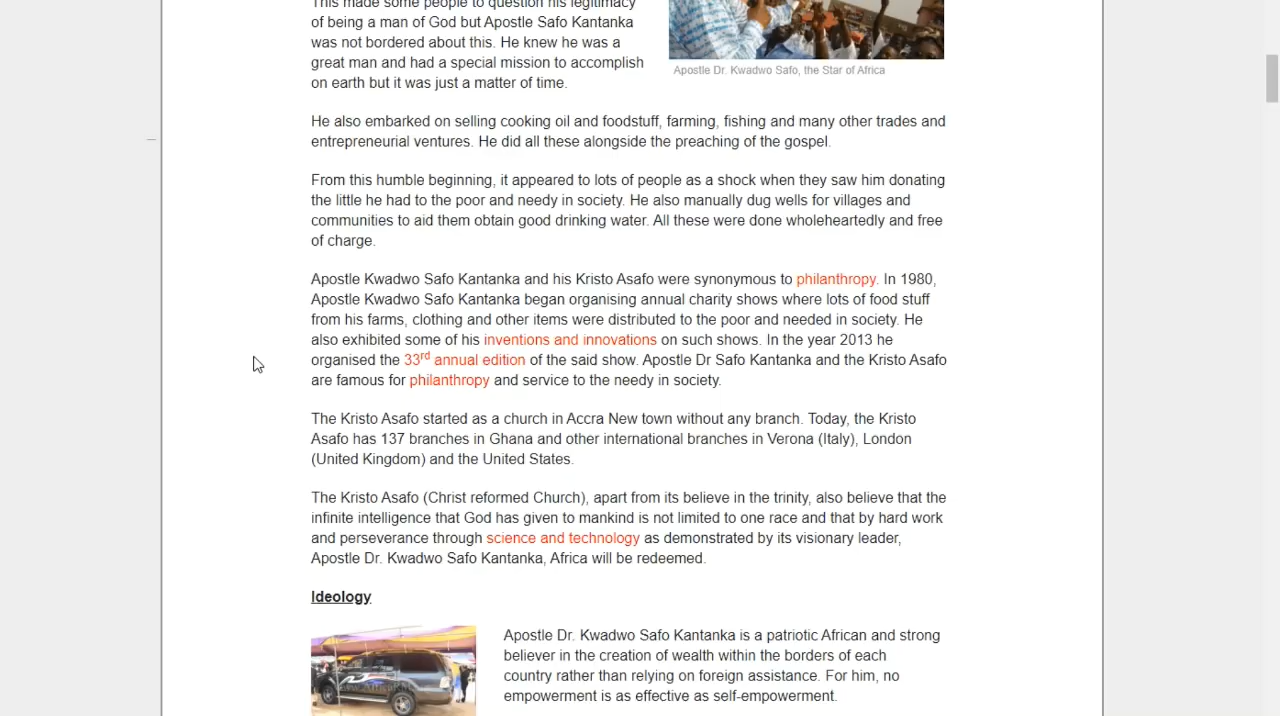 This made some people to question his legitimacy
of being a man of God but Apostle Safo Kantanka
was not bordered about this. He knew he was a
great man and had a special mission to accomplish
on earth but it was just a matter of time.
Apostle Dr. Kwadwo Safo, the Star of Africa
He also embarked on selling cooking oil and foodstuff, farming, fishing and many other trades and
entrepreneurial ventures. He did all these alongside the preaching of the gospel.
From this humble beginning, it appeared to lots of people as a shock when they saw him donating
the little he had to the poor and needy in society. He also manually dug wells for villages and
communities to aid them obtain good drinking water. All these were done wholeheartedly and free
of charge.
Apostle Kwadwo Safo Kantanka and his Kristo Asafo were synonymous to philanthropy. In 1980,
Apostle Kwadwo Safo Kantanka began organising annual charity shows where lots of food stuff
from his farms, clothing and other items were distributed to the poor and needed in society. He
also exhibited some of his inventions and innovations on such shows. In the year 2013 he
organised the 33rd annual edition of the said show. Apostle Dr Safo Kantanka and the Kristo Asafo
are famous for philanthropy and service to the needy in society.
The Kristo Asafo started as a church in Accra New town without any branch. Today, the Kristo
Asafo has 137 branches in Ghana and other international branches in Verona (Italy), London
(United Kingdom) and the United States.
The Kristo Asafo (Christ reformed Church), apart from its believe in the trinity, also believe that the
infinite intelligence that God has given to mankind is not limited to one race and that by hard work
and perseverance through science and technology as demonstrated by its visionary leader,
Apostle Dr. Kwadwo Safo Kantanka, Africa will be redeemed.
Ideology
Apostle Dr. Kwadwo Safo Kantanka is a patriotic African and strong
believer in the creation of wealth within the borders of each
country rather than relying on foreign assistance. For him, no
empowerment is as effective as self-empowerment.